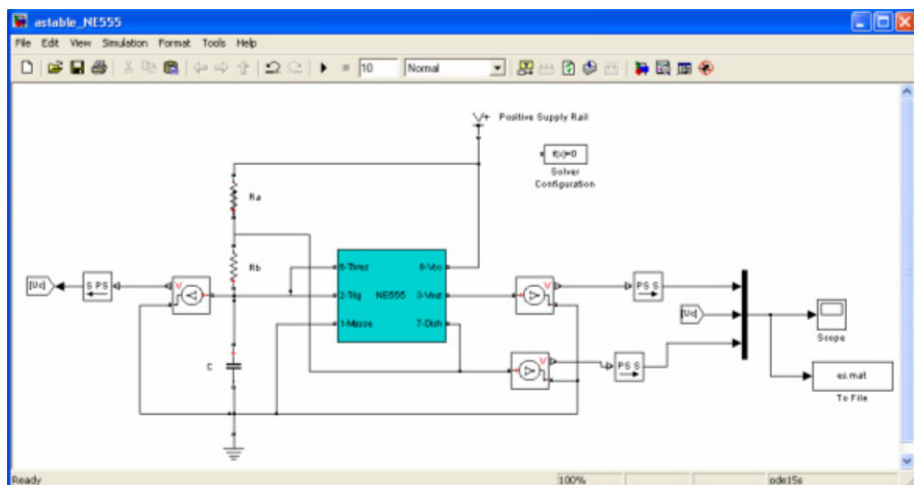 astable_NE555
File Edit View Simulation Format Tools Help
10 Normal
V+ Positive Supply Rail
f(x)=0
Solver
Configuration
Ra
Rb
6-Thres 8-Vcc
2-Trig NE555 3-Vout
1-Masse 7-Dish
[Uc] S PS V
V PS S
[Uc]
Scope
V PS S
C
es.mat
To File
Ready 100% ode15s